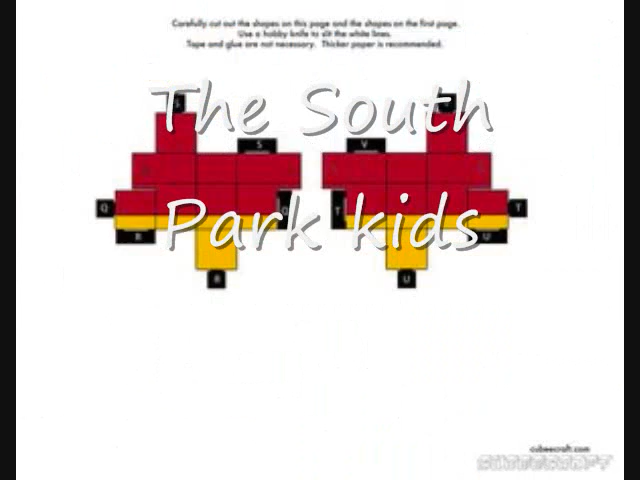 Carefully cut out the shapes on this page and the shapes on the first page.
Use a hobby knife to slit the white lines.
Tape and glue are not necessary. Thicker paper is recommended.
The South
S V
Park kids
Q Q T T
R U
R U
cubeecraft.com
CUBEECRAFT